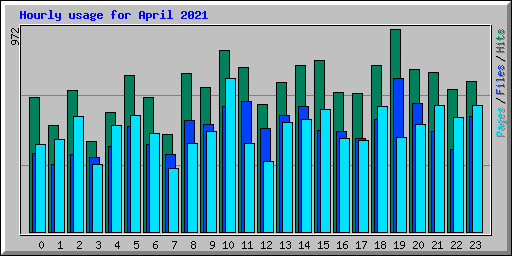 Hourly usage for April 2021
972
Pages / Files / Hits
0 1 2 3 4 5 6 7 8 9 10 11 12 13 14 15 16 17 18 19 20 21 22 23